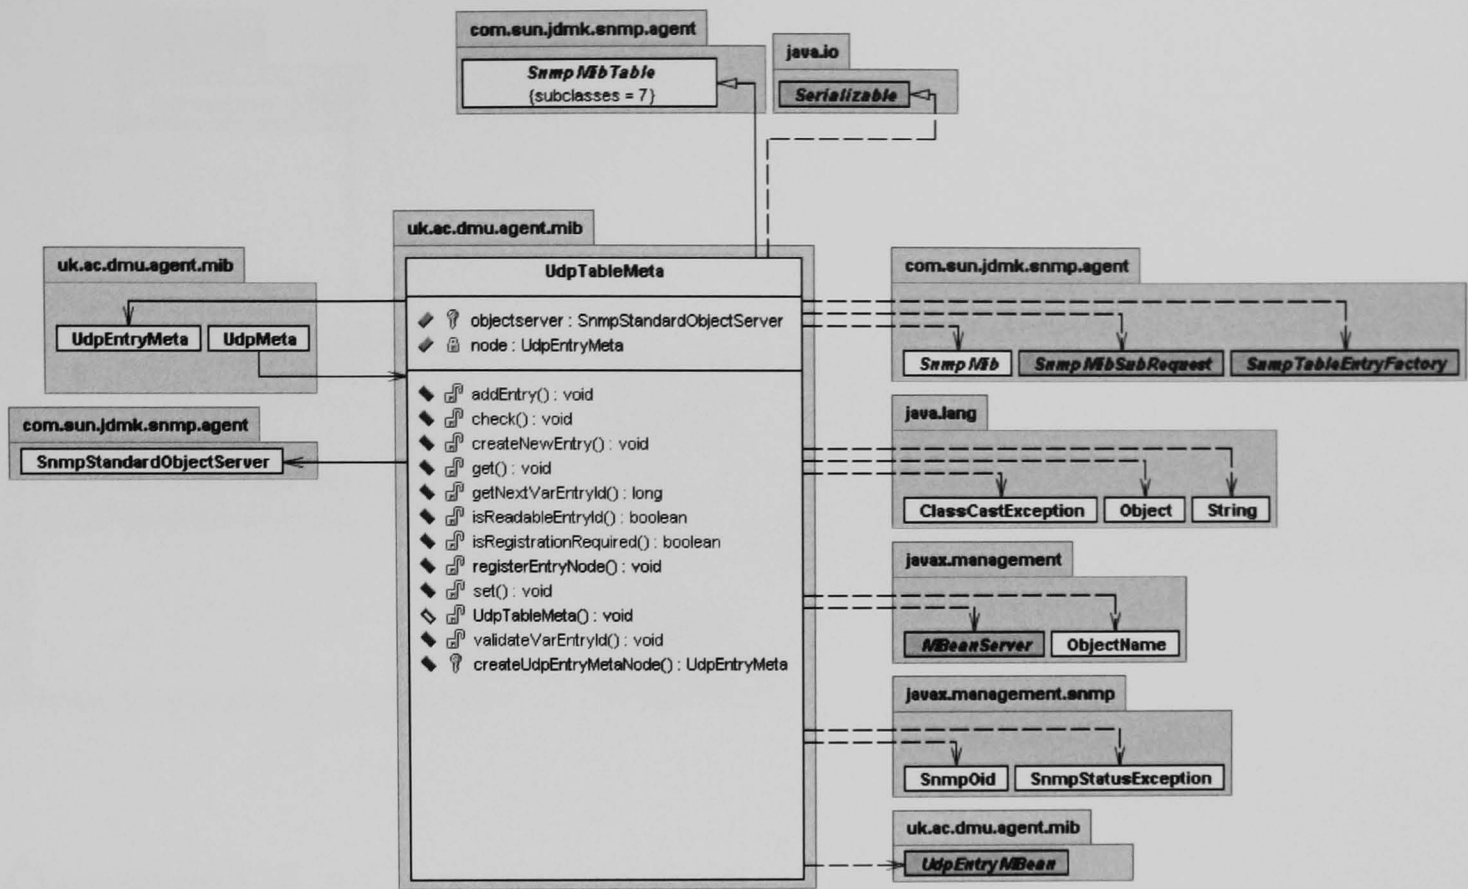 com.sun.jdmk.snmp.agent
SnmpMibTable
{subclasses = 7}
java.io
Serializable
uk.ac.dmu.agent.mib
UdpEntryMeta
UdpMeta
com.sun.jdmk.snmp.agent
SnmpStandardObjectServer
uk.ac.dmu.agent.mib
UdpTableMeta
objectserver : SnmpStandardObjectServer
node : UdpEntryMeta
addEntry() : void
check() : void
createNewEntry() : void
get() : void
getNextVarEntryId() : long
isReadableEntryId() : boolean
isRegistrationRequired() : boolean
registerEntryNode() : void
set() : void
UdpTableMeta() : void
validateVarEntryId() : void
createUdpEntryMetaNode() : UdpEntryMeta
com.sun.jdmk.snmp.agent
SnmpMib
SnmpMibSubRequest
SnmpTableEntryFactory
java.lang
ClassCastException
Object
String
javax.management
MBeanServer
ObjectName
javax.management.snmp
SnmpOid
SnmpStatusException
uk.ac.dmu.agent.mib
UdpEntryMBean